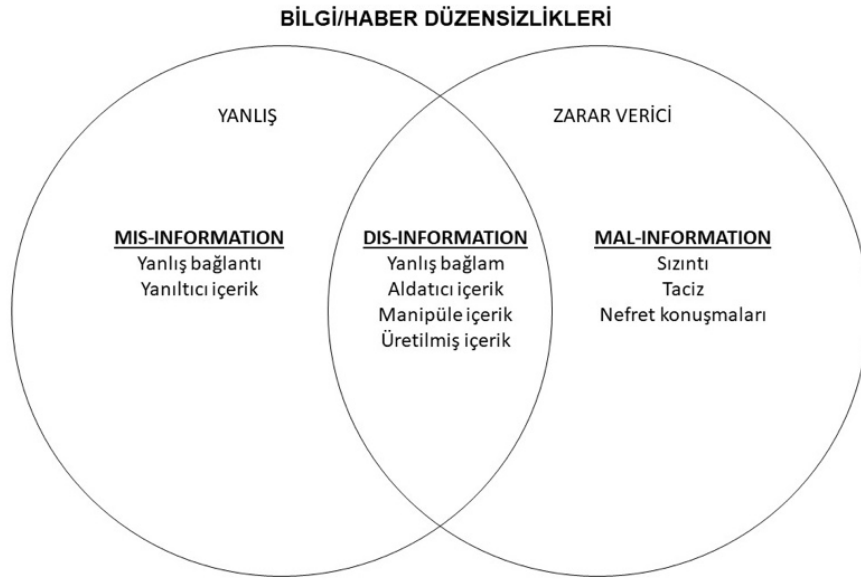 BİLGİ/HABER DÜZENSİZLİKLERİ
YANLIŞ
ZARAR VERİCİ
MIS-INFORMATION
Yanlış bağlantı
Yanıltıcı içerik
DIS-INFORMATION
Yanlış bağlam
Aldatıcı içerik
Manipüle içerik
Üretilmiş içerik
MAL-INFORMATION
Sızıntı
Taciz
Nefret konuşmaları